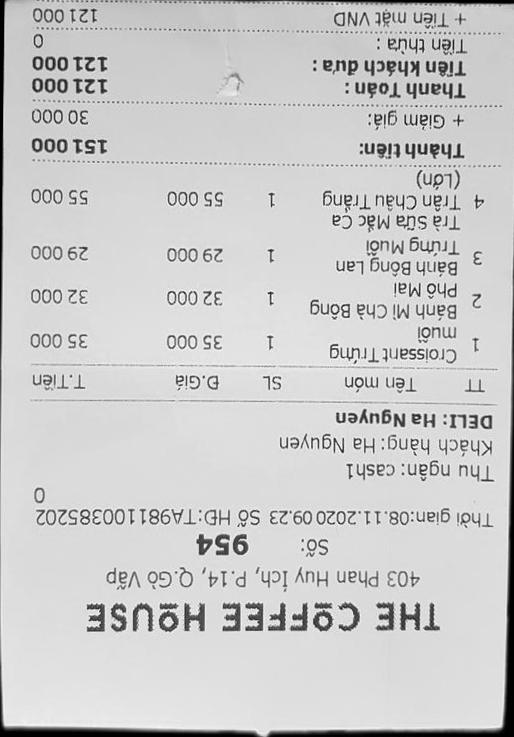 THE COFFEE HOUSE
403 Phan Huy Ích, P.14, Q. Gò Vấp
Số: 954
Thời gian:08.11.2020 09.23 Số HĐ:TA981100385202
0
Thu ngân: cash1
Khách hàng: Ha Nguyen
DELI: Ha Nguyen
TT Tên món SL Đ.Giá T.Tiền
1 Croissant Trứng 1 35 000 35 000
muối
2 Bánh Mì Chà Bông 1 32 000 32 000
Phô Mai
3 Bánh Bông Lan 1 29 000 29 000
Trứng Muối
Trà Sữa Mắc Ca
4 Trân Châu Trắng 1 55 000 55 000
(Lớn)
Thành tiền: 151 000
+ Giảm giá: 30 000
Thanh Toán : 121 000
Tiền khách đưa : 121 000
Tiền thừa : 0
+ Tiền mặt VND 121 000